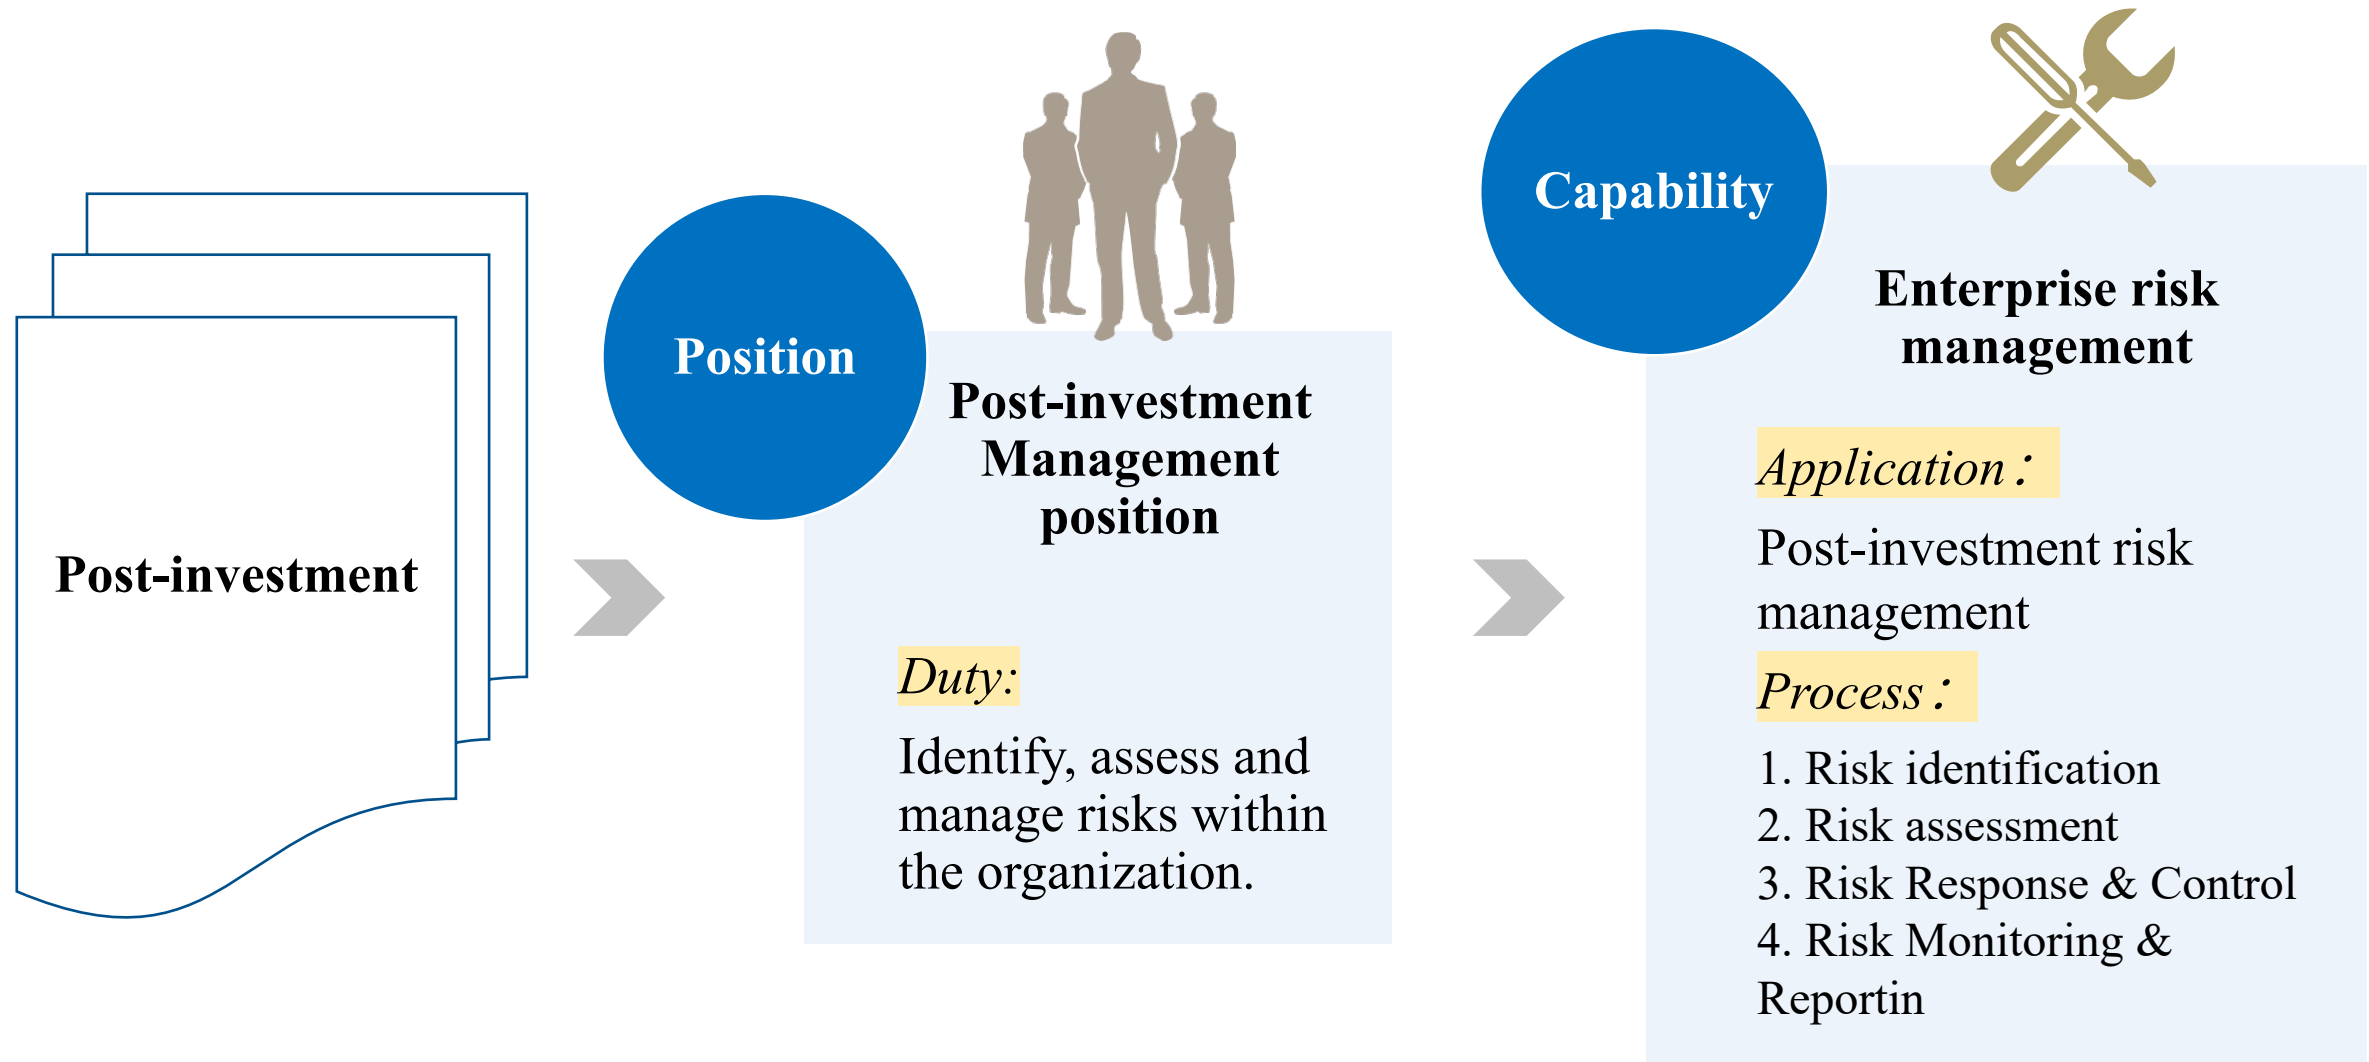 Post-investment
Position
Post-investment
Management
position
Duty:
Identify, assess and
manage risks within
the organization.
Capability
Enterprise risk
management
Application：
Post-investment risk
management
Process：
1. Risk identification
2. Risk assessment
3. Risk Response & Control
4. Risk Monitoring &
Reportin